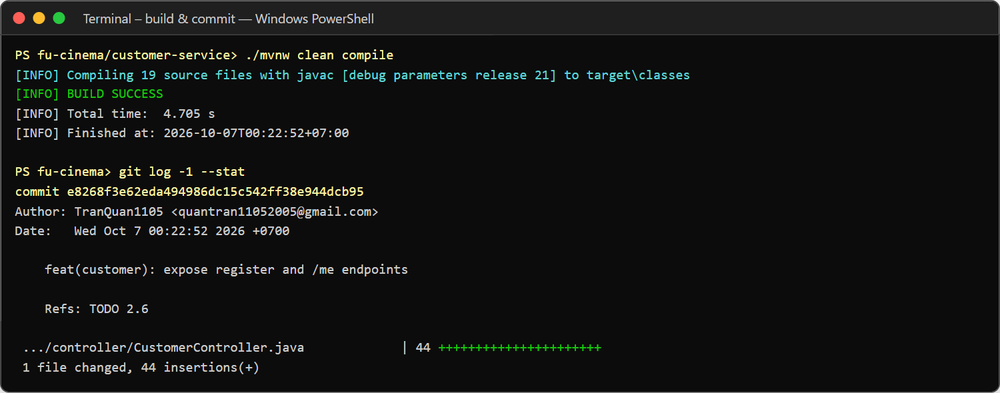 Terminal – build & commit — Windows PowerShell
PS fu-cinema/customer-service> ./mvnw clean compile
[INFO] Compiling 19 source files with javac [debug parameters release 21] to target\classes
[INFO] BUILD SUCCESS
[INFO] Total time:  4.705 s
[INFO] Finished at: 2026-10-07T00:22:52+07:00
PS fu-cinema> git log -1 --stat
commit e8268f3e62eda494986dc15c542ff38e944dcb95
Author: TranQuan1105 <quantran11052005@gmail.com>
Date:   Wed Oct 7 00:22:52 2026 +0700
feat(customer): expose register and /me endpoints
Refs: TODO 2.6
.../controller/CustomerController.java | 44 ++++++++++++++++++++++
1 file changed, 44 insertions(+)